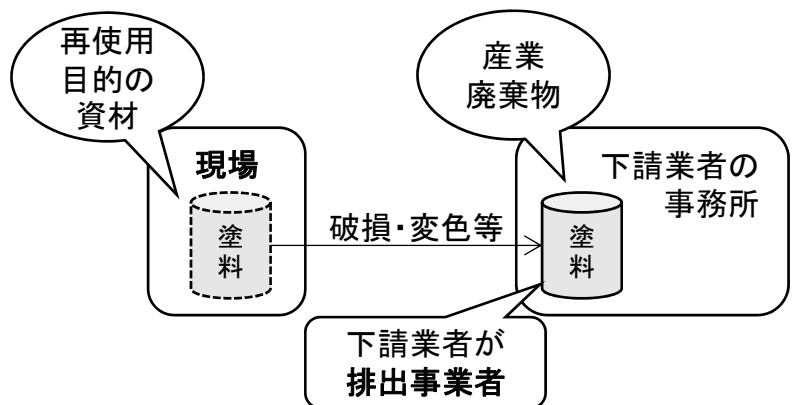 再使用
目的の
資材
産業
廃棄物
現場
塗
料
破損・変色等
下請業者の
事務所
塗
料
下請業者が
排出事業者